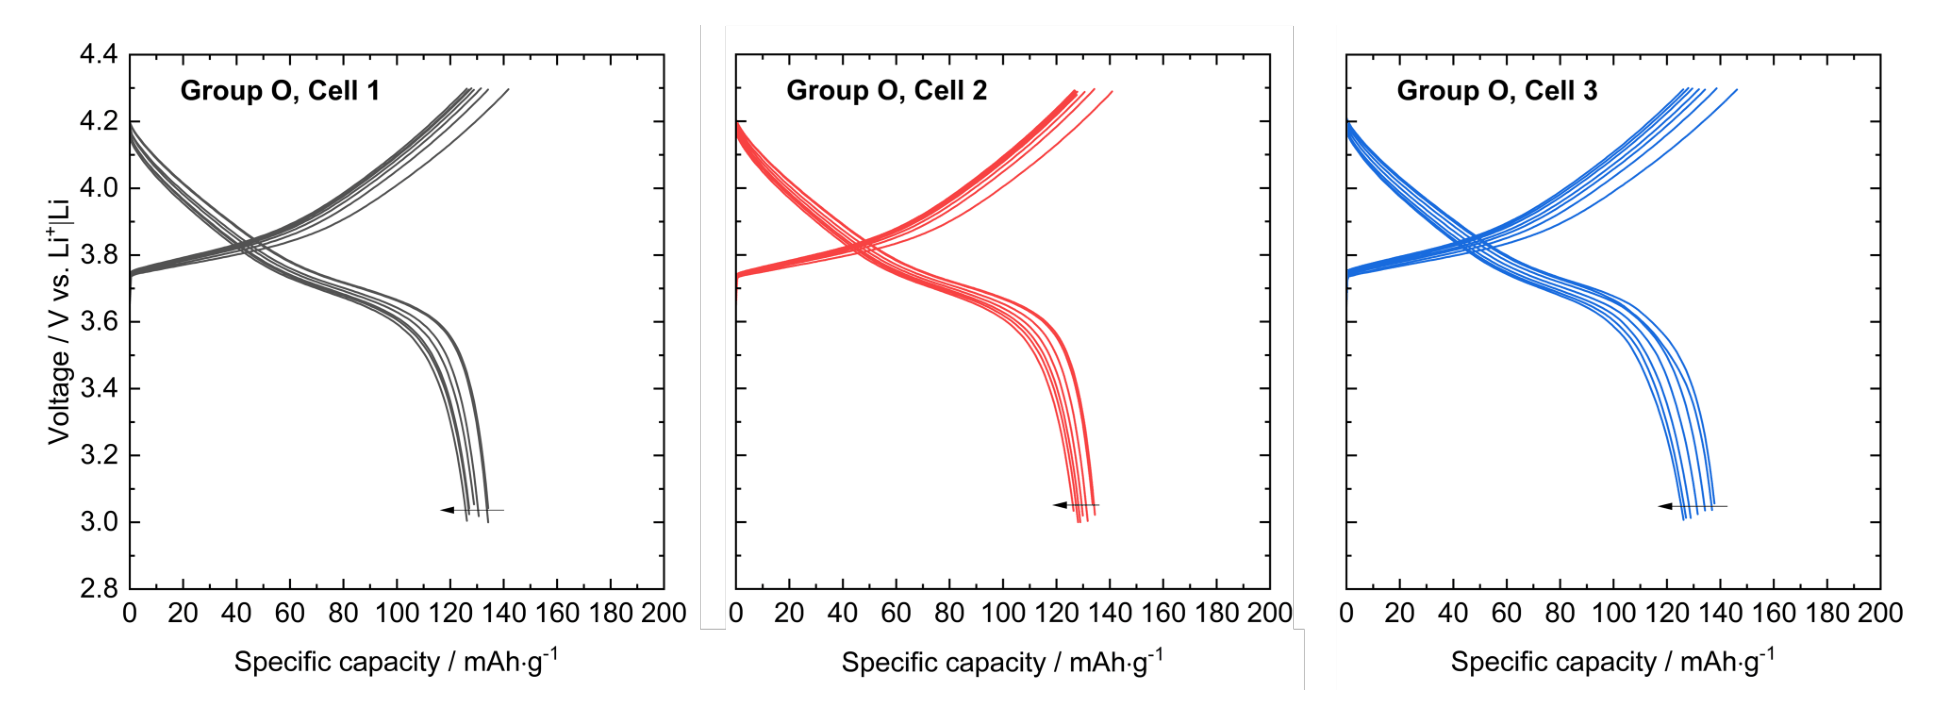 Group O, Cell 1
Group O, Cell 2
Group O, Cell 3
Voltage / V vs. Li⁺|Li
4.4
4.2
4.0
3.8
3.6
3.4
3.2
3.0
2.8
0 20 40 60 80 100 120 140 160 180 200
0 20 40 60 80 100 120 140 160 180 200
0 20 40 60 80 100 120 140 160 180 200
Specific capacity / mAh·g⁻¹
Specific capacity / mAh·g⁻¹
Specific capacity / mAh·g⁻¹